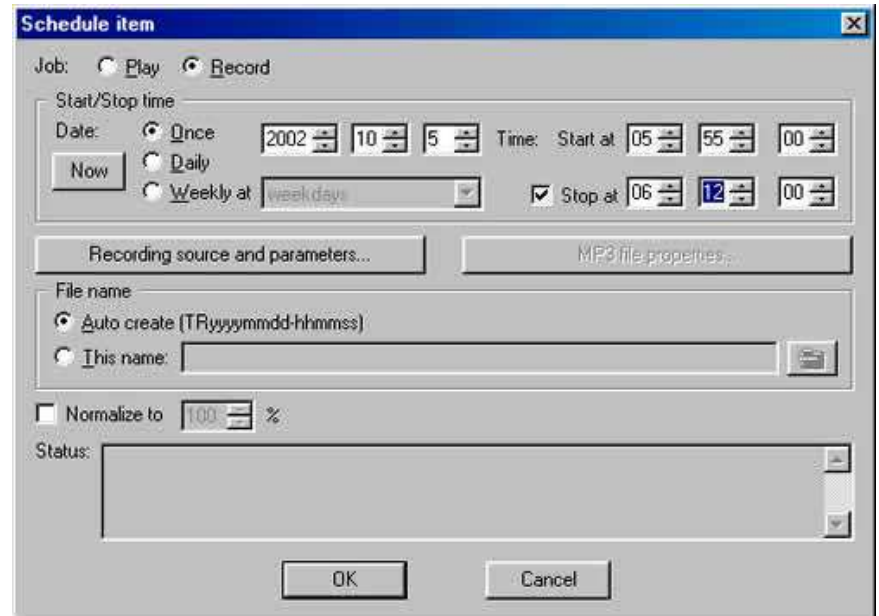 Schedule item
Job: Play Record
Start/Stop time
Date: Once 2002 10 5 Time: Start at 05 55 00
Now Daily
Weekly at weekdays Stop at 06 12 00
Recording source and parameters... MP3 file properties...
File name
Auto create (TRyyyymmdd-hhmmss)
This name:
Normalize to 100 %
Status:
OK Cancel